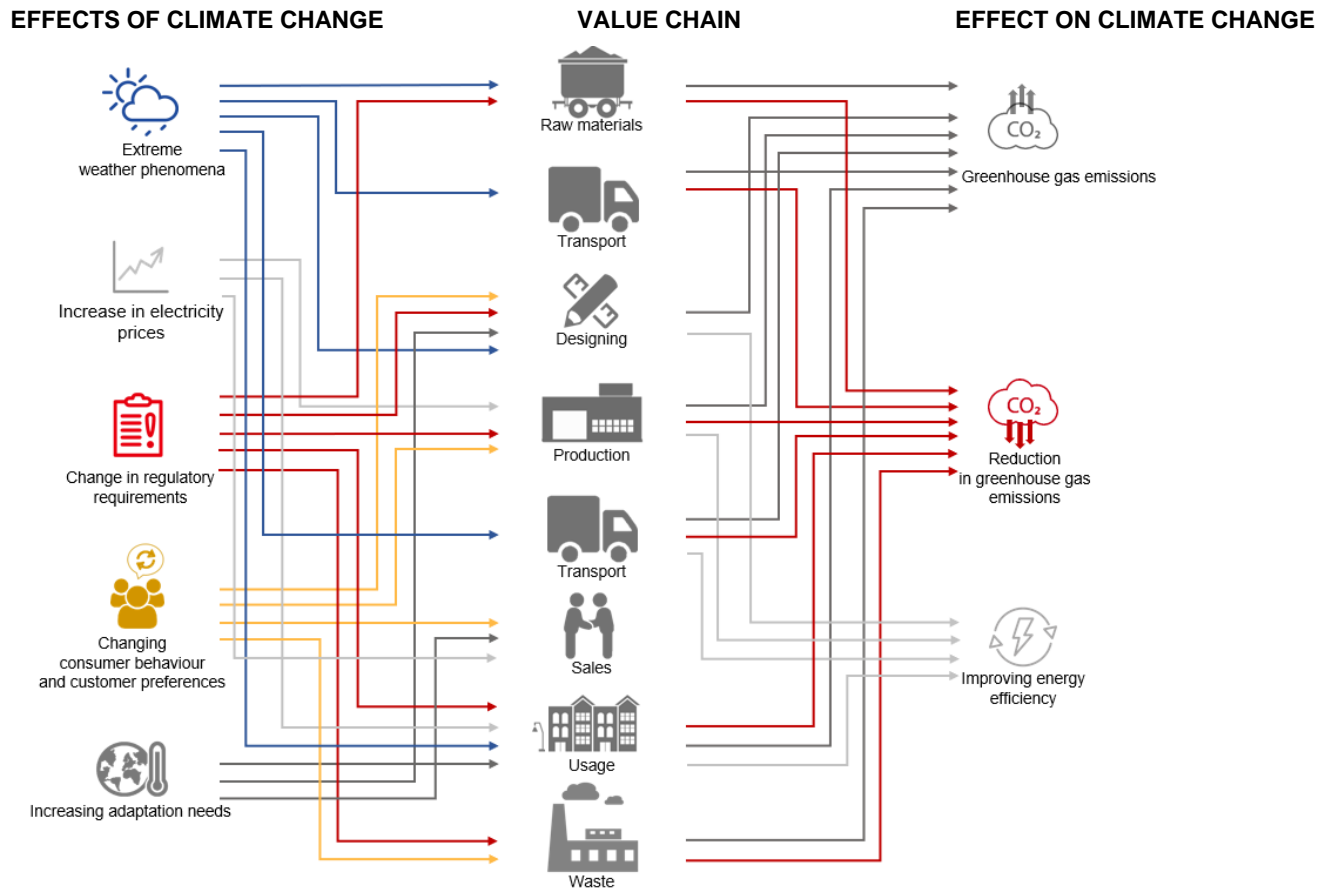 EFFECTS OF CLIMATE CHANGE
VALUE CHAIN
EFFECT ON CLIMATE CHANGE
Extreme
weather phenomena
Increase in electricity
prices
Change in regulatory
requirements
Changing
consumer behaviour
and customer preferences
Increasing adaptation needs
Raw materials
Transport
Designing
Production
Transport
Sales
Usage
Waste
CO₂
Greenhouse gas emissions
CO₂
Reduction
in greenhouse gas
emissions
Improving energy
efficiency